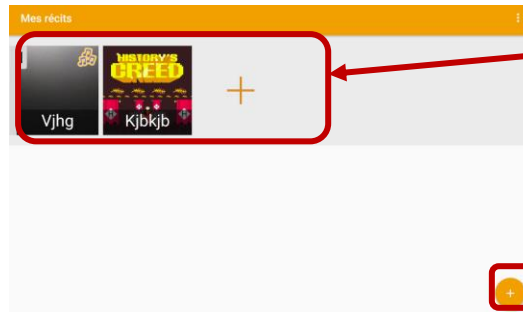 Mes récits
HISTORY'S
CREED
Vjhg
Kjbkjb